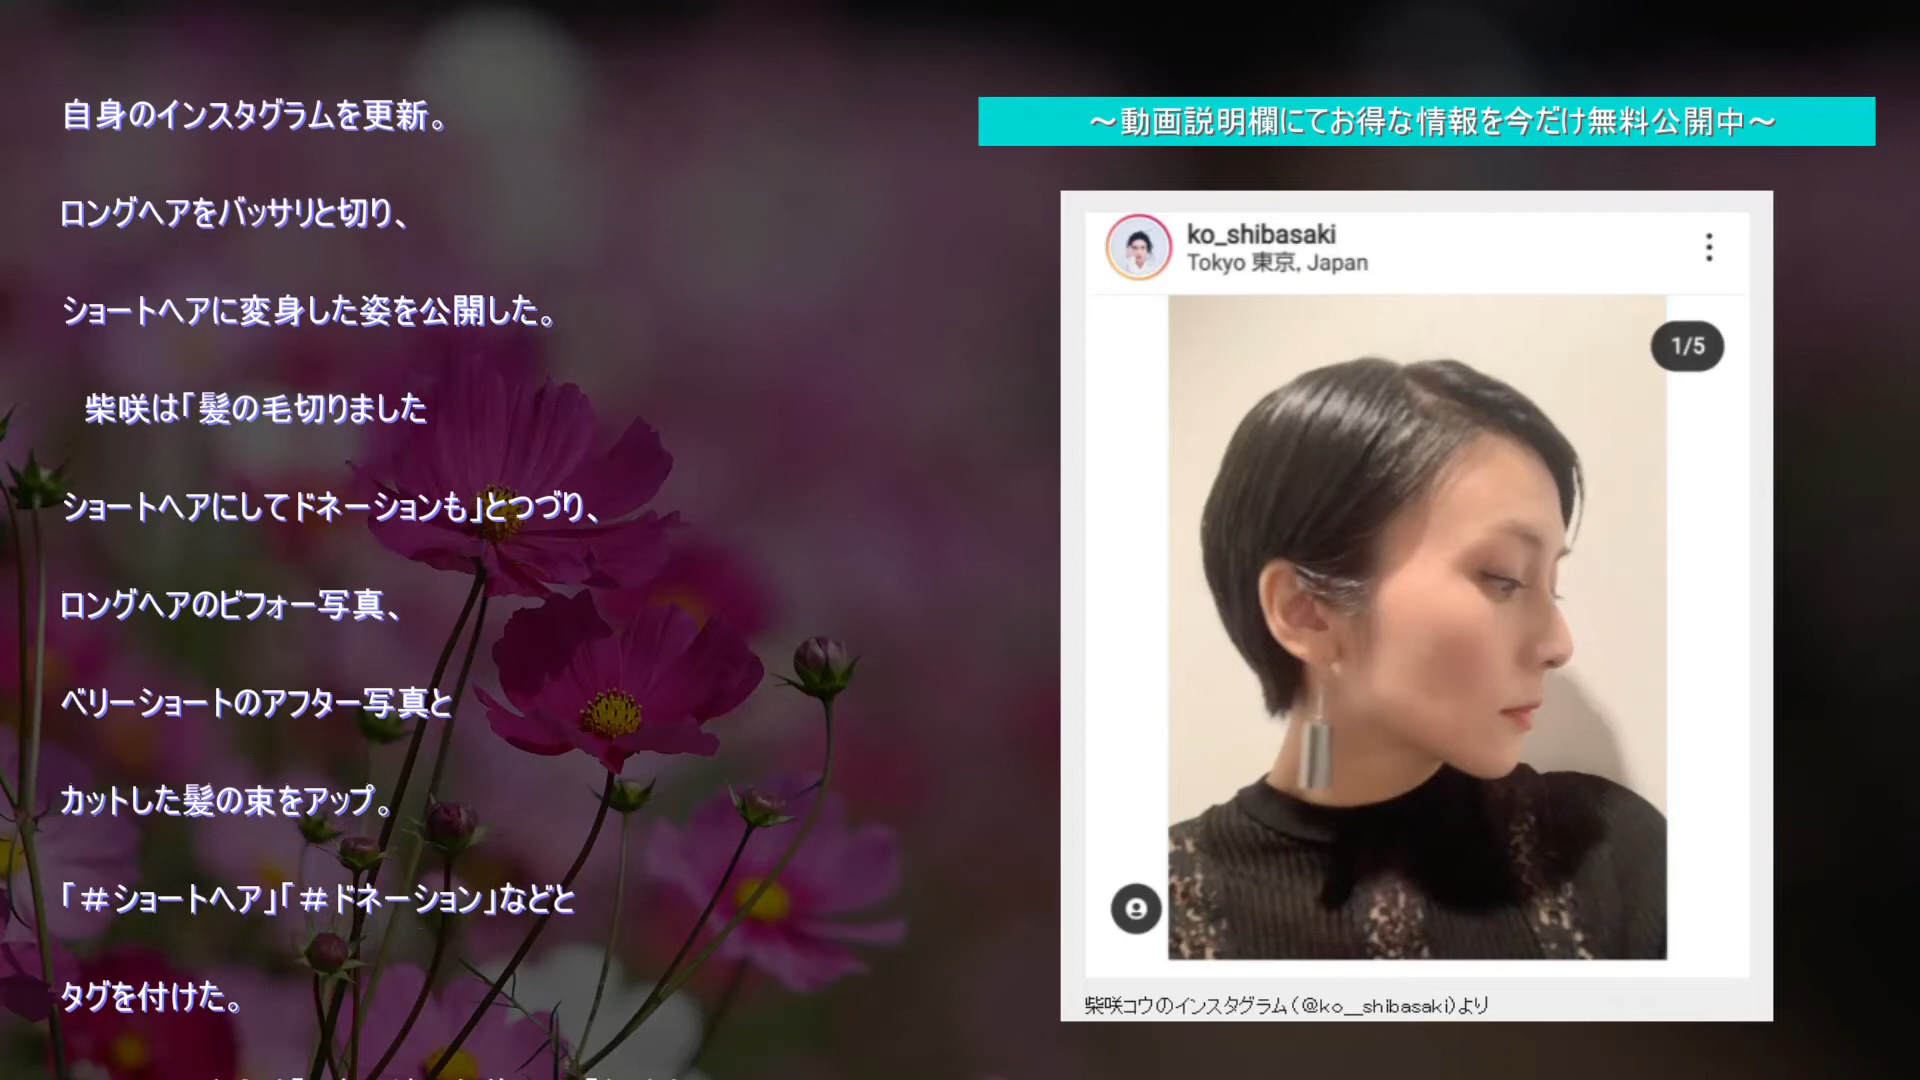 自身のインスタグラムを更新。
ロングヘアをバッサリと切り、
ショートヘアに変身した姿を公開した。
柴咲は「髪の毛切りました
ショートヘアにしてドネーションも」とつづり、
ロングヘアのビフォー写真、
ベリーショートのアフター写真と
カットした髪の束をアップ。
「＃ショートヘア」「＃ドネーション」などと
タグを付けた。
～動画説明欄にてお得な情報を今だけ無料公開中～
ko_shibasaki
Tokyo 東京, Japan
1/5
柴咲コウのインスタグラム（@ko__shibasaki）より